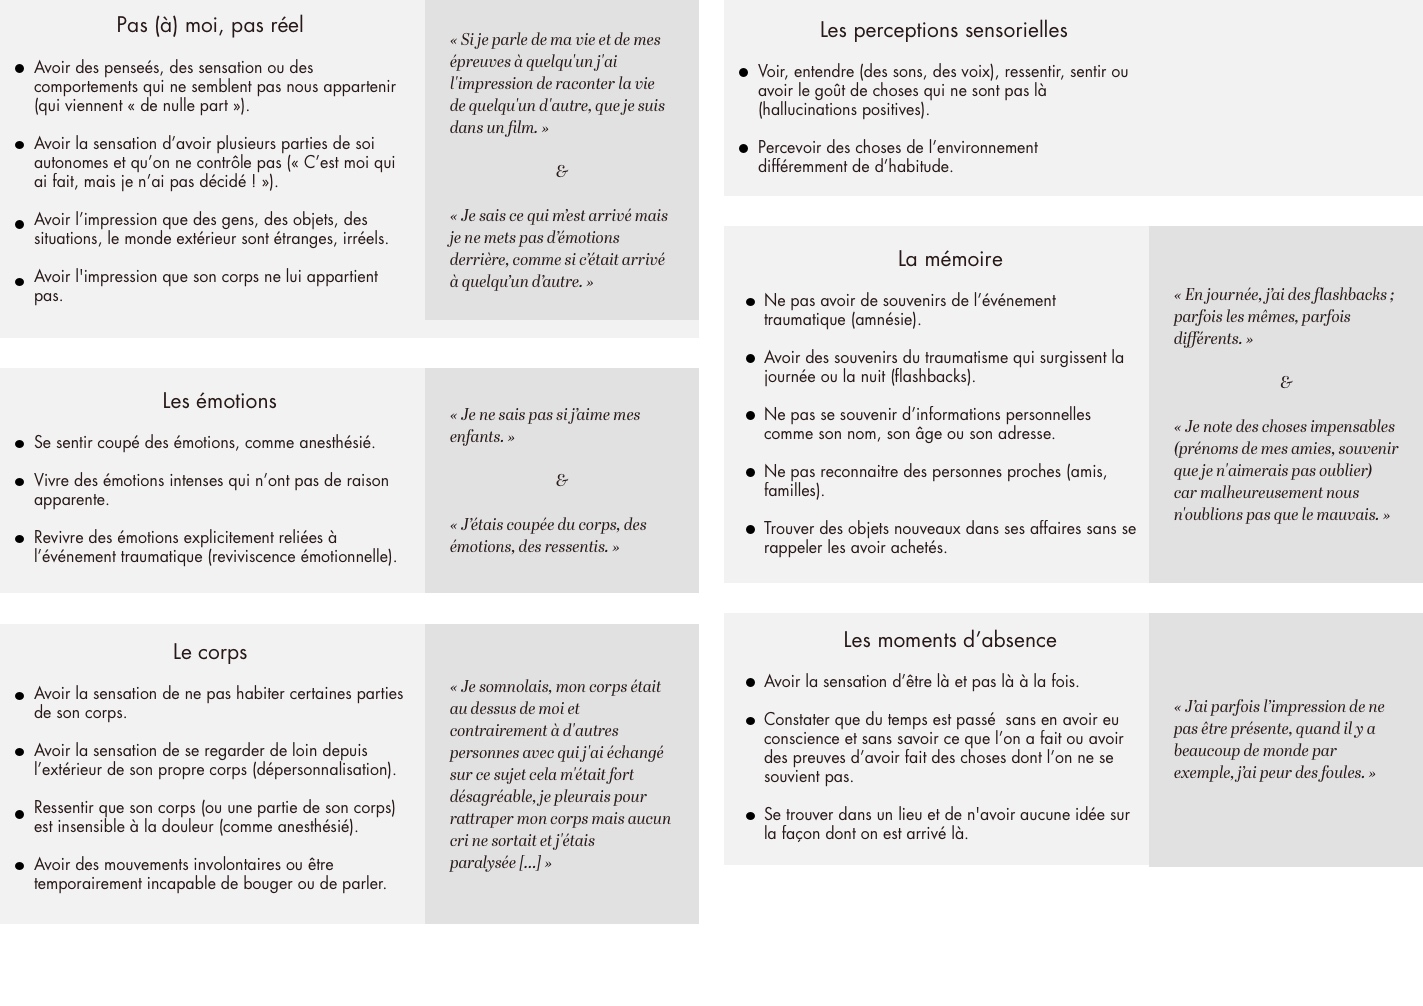 Pas (à) moi, pas réel
Avoir des penseés, des sensation ou des
comportements qui ne semblent pas nous appartenir
(qui viennent « de nulle part »).
Avoir la sensation d’avoir plusieurs parties de soi
autonomes et qu’on ne contrôle pas (« C’est moi qui
ai fait, mais je n’ai pas décidé ! »).
Avoir l’impression que des gens, des objets, des
situations, le monde extérieur sont étranges, irréels.
Avoir l'impression que son corps ne lui appartient
pas.
« Si je parle de ma vie et de mes
épreuves à quelqu'un j'ai
l'impression de raconter la vie
de quelqu'un d'autre, que je suis
dans un film. »
&
« Je sais ce qui m’est arrivé mais
je ne mets pas d’émotions
derrière, comme si c’était arrivé
à quelqu’un d’autre. »
Les émotions
Se sentir coupé des émotions, comme anesthésié.
Vivre des émotions intenses qui n’ont pas de raison
apparente.
Revivre des émotions explicitement reliées à
l’événement traumatique (reviviscence émotionnelle).
« Je ne sais pas si j’aime mes
enfants. »
&
« J’étais coupée du corps, des
émotions, des ressentis. »
Le corps
Avoir la sensation de ne pas habiter certaines parties
de son corps.
Avoir la sensation de se regarder de loin depuis
l’extérieur de son propre corps (dépersonnalisation).
Ressentir que son corps (ou une partie de son corps)
est insensible à la douleur (comme anesthésié).
Avoir des mouvements involontaires ou être
temporairement incapable de bouger ou de parler.
« Je somnolais, mon corps était
au dessus de moi et
contrairement à d'autres
personnes avec qui j'ai échangé
sur ce sujet cela m'était fort
désagréable, je pleurais pour
rattraper mon corps mais aucun
cri ne sortait et j'étais
paralysée [...] »
Les perceptions sensorielles
Voir, entendre (des sons, des voix), ressentir, sentir ou
avoir le goût de choses qui ne sont pas là
(hallucinations positives).
Percevoir des choses de l’environnement
différemment de d’habitude.
La mémoire
Ne pas avoir de souvenirs de l’événement
traumatique (amnésie).
Avoir des souvenirs du traumatisme qui surgissent la
journée ou la nuit (flashbacks).
Ne pas se souvenir d’informations personnelles
comme son nom, son âge ou son adresse.
Ne pas reconnaitre des personnes proches (amis,
familles).
Trouver des objets nouveaux dans ses affaires sans se
rappeler les avoir achetés.
« En journée, j’ai des flashbacks ;
parfois les mêmes, parfois
différents. »
&
« Je note des choses impensables
(prénoms de mes amies, souvenir
que je n'aimerais pas oublier)
car malheureusement nous
n'oublions pas que le mauvais. »
Les moments d’absence
Avoir la sensation d’être là et pas là à la fois.
Constater que du temps est passé  sans en avoir eu
conscience et sans savoir ce que l’on a fait ou avoir
des preuves d’avoir fait des choses dont l’on ne se
souvient pas.
Se trouver dans un lieu et de n'avoir aucune idée sur
la façon dont on est arrivé là.
« J’ai parfois l’impression de ne
pas être présente, quand il y a
beaucoup de monde par
exemple, j’ai peur des foules. »